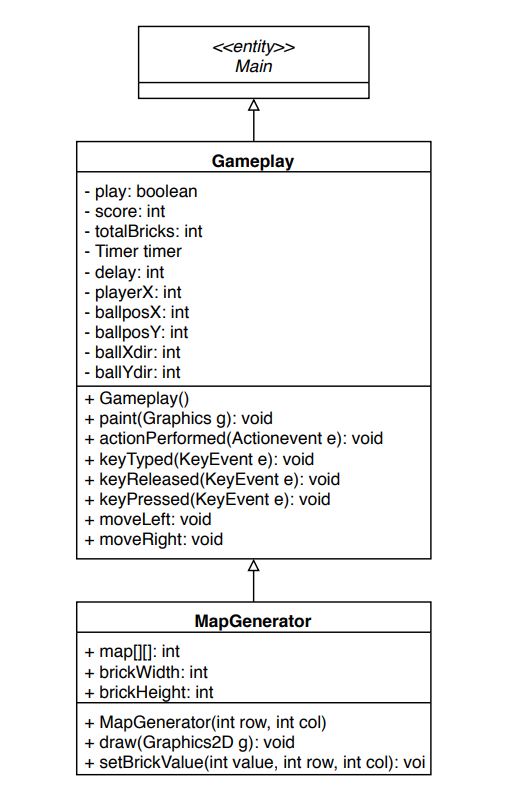 <<entity>>
Main
Gameplay
- play: boolean
- score: int
- totalBricks: int
- Timer timer
- delay: int
- playerX: int
- ballposX: int
- ballposY: int
- ballXdir: int
- ballYdir: int
+ Gameplay()
+ paint(Graphics g): void
+ actionPerformed(Actionevent e): void
+ keyTyped(KeyEvent e): void
+ keyReleased(KeyEvent e): void
+ keyPressed(KeyEvent e): void
+ moveLeft: void
+ moveRight: void
MapGenerator
+ map[][]: int
+ brickWidth: int
+ brickHeight: int
+ MapGenerator(int row, int col)
+ draw(Graphics2D g): void
+ setBrickValue(int value, int row, int col): voi